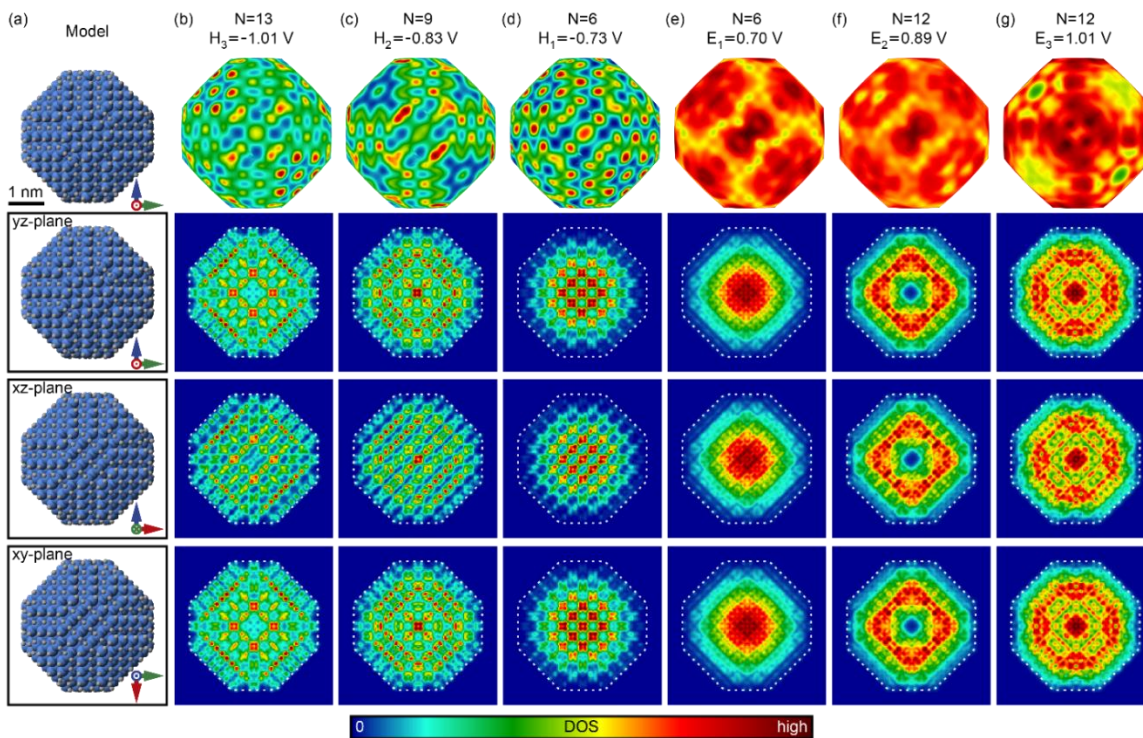 (a) Model
(b) N=13
H3=-1.01 V
(c) N=9
H2=-0.83 V
(d) N=6
H1=-0.73 V
(e) N=6
E1=0.70 V
(f) N=12
E2=0.89 V
(g) N=12
E3=1.01 V
1 nm
yz-plane
xz-plane
xy-plane
0 DOS high